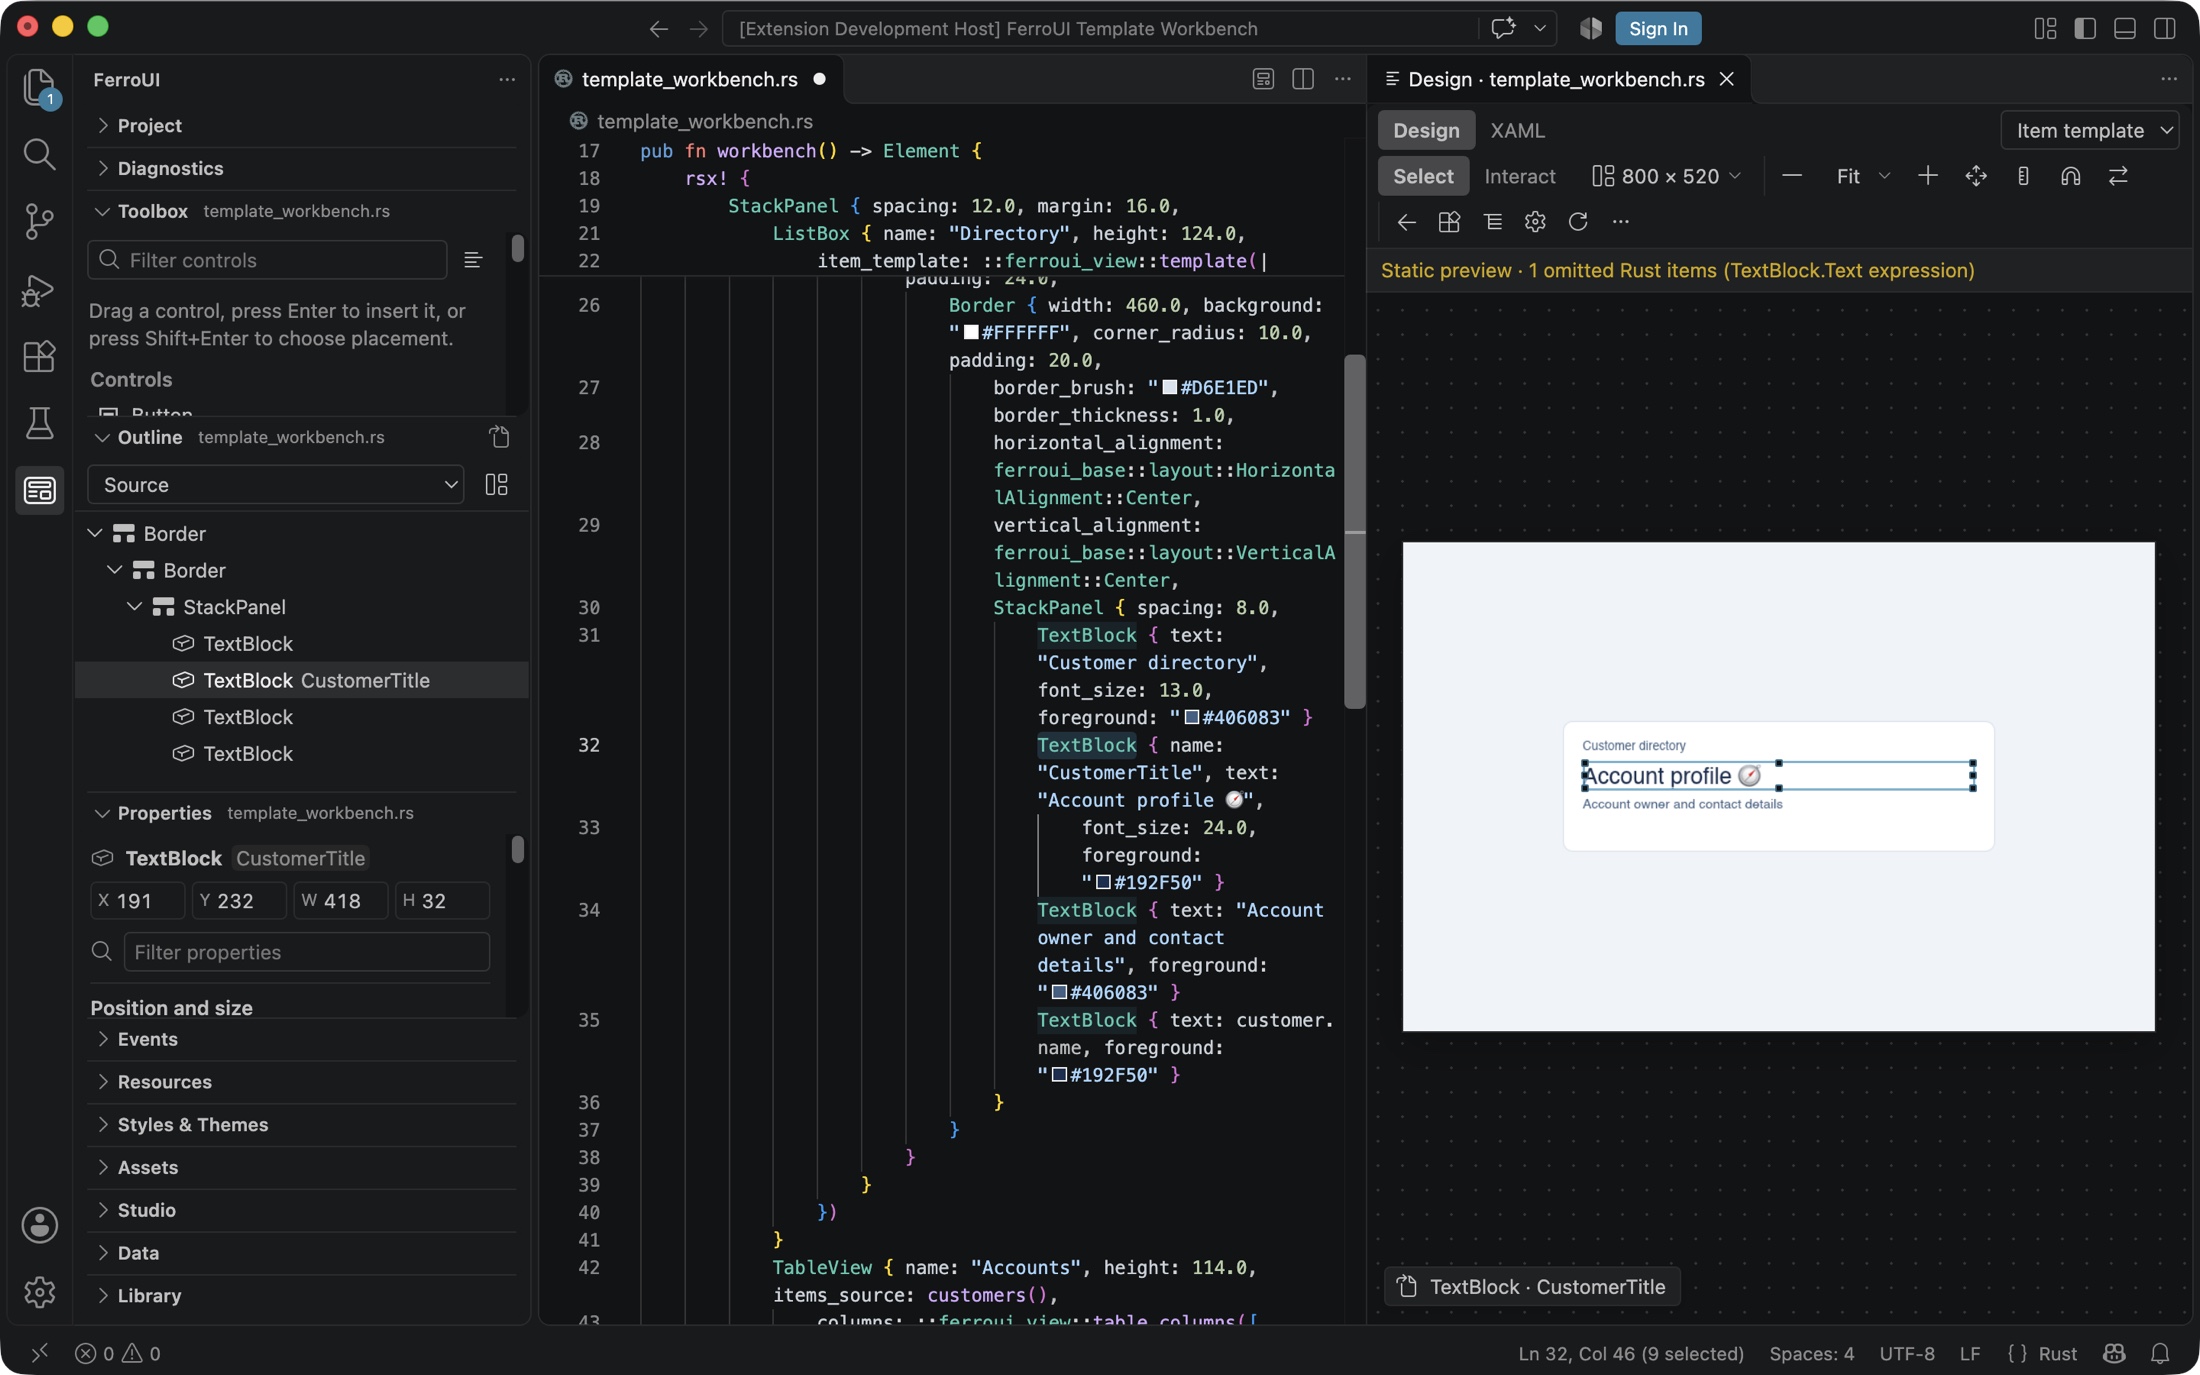 [Extension Development Host] FerroUI Template Workbench
Sign In
1
FerroUI
Project
Diagnostics
Toolbox template_workbench.rs
Filter controls
Drag a control, press Enter to insert it, or
press Shift+Enter to choose placement.
Controls
Button
Outline template_workbench.rs
Source
Border
Border
StackPanel
TextBlock
TextBlock CustomerTitle
TextBlock
TextBlock
Properties template_workbench.rs
TextBlock CustomerTitle
X 191 Y 232 W 418 H 32
Filter properties
Position and size
Events
Resources
Styles & Themes
Assets
Studio
Data
Library
template_workbench.rs
template_workbench.rs
17 pub fn workbench() -> Element {
18 rsx! {
19 StackPanel { spacing: 12.0, margin: 16.0,
21 ListBox { name: "Directory", height: 124.0,
22 item_template: ::ferroui_view::template(|
padding: 24.0,
26 Border { width: 460.0, background:
"#FFFFFF", corner_radius: 10.0,
padding: 20.0,
27 border_brush: "#D6E1ED",
border_thickness: 1.0,
28 horizontal_alignment:
ferroui_base::layout::Horizonta
lAlignment::Center,
29 vertical_alignment:
ferroui_base::layout::VerticalA
lignment::Center,
30 StackPanel { spacing: 8.0,
31 TextBlock { text:
"Customer directory",
font_size: 13.0,
foreground: "#406083" }
32 TextBlock { name:
"CustomerTitle", text:
"Account profile 🧭",
33 font_size: 24.0,
foreground:
"#192F50" }
34 TextBlock { text: "Account
owner and contact
details", foreground:
"#406083" }
35 TextBlock { text: customer.
name, foreground:
"#192F50" }
36 }
37 }
38 }
39 }
40 })
41 }
42 TableView { name: "Accounts", height: 114.0,
items_source: customers(),
43 columns: ::ferroui_view::table_columns([
Design · template_workbench.rs
Design XAML Item template
Select Interact 800 × 520 Fit
Static preview · 1 omitted Rust items (TextBlock.Text expression)
Customer directory
Account profile 🧭
Account owner and contact details
TextBlock · CustomerTitle
0 0
Ln 32, Col 46 (9 selected) Spaces: 4 UTF-8 LF { } Rust